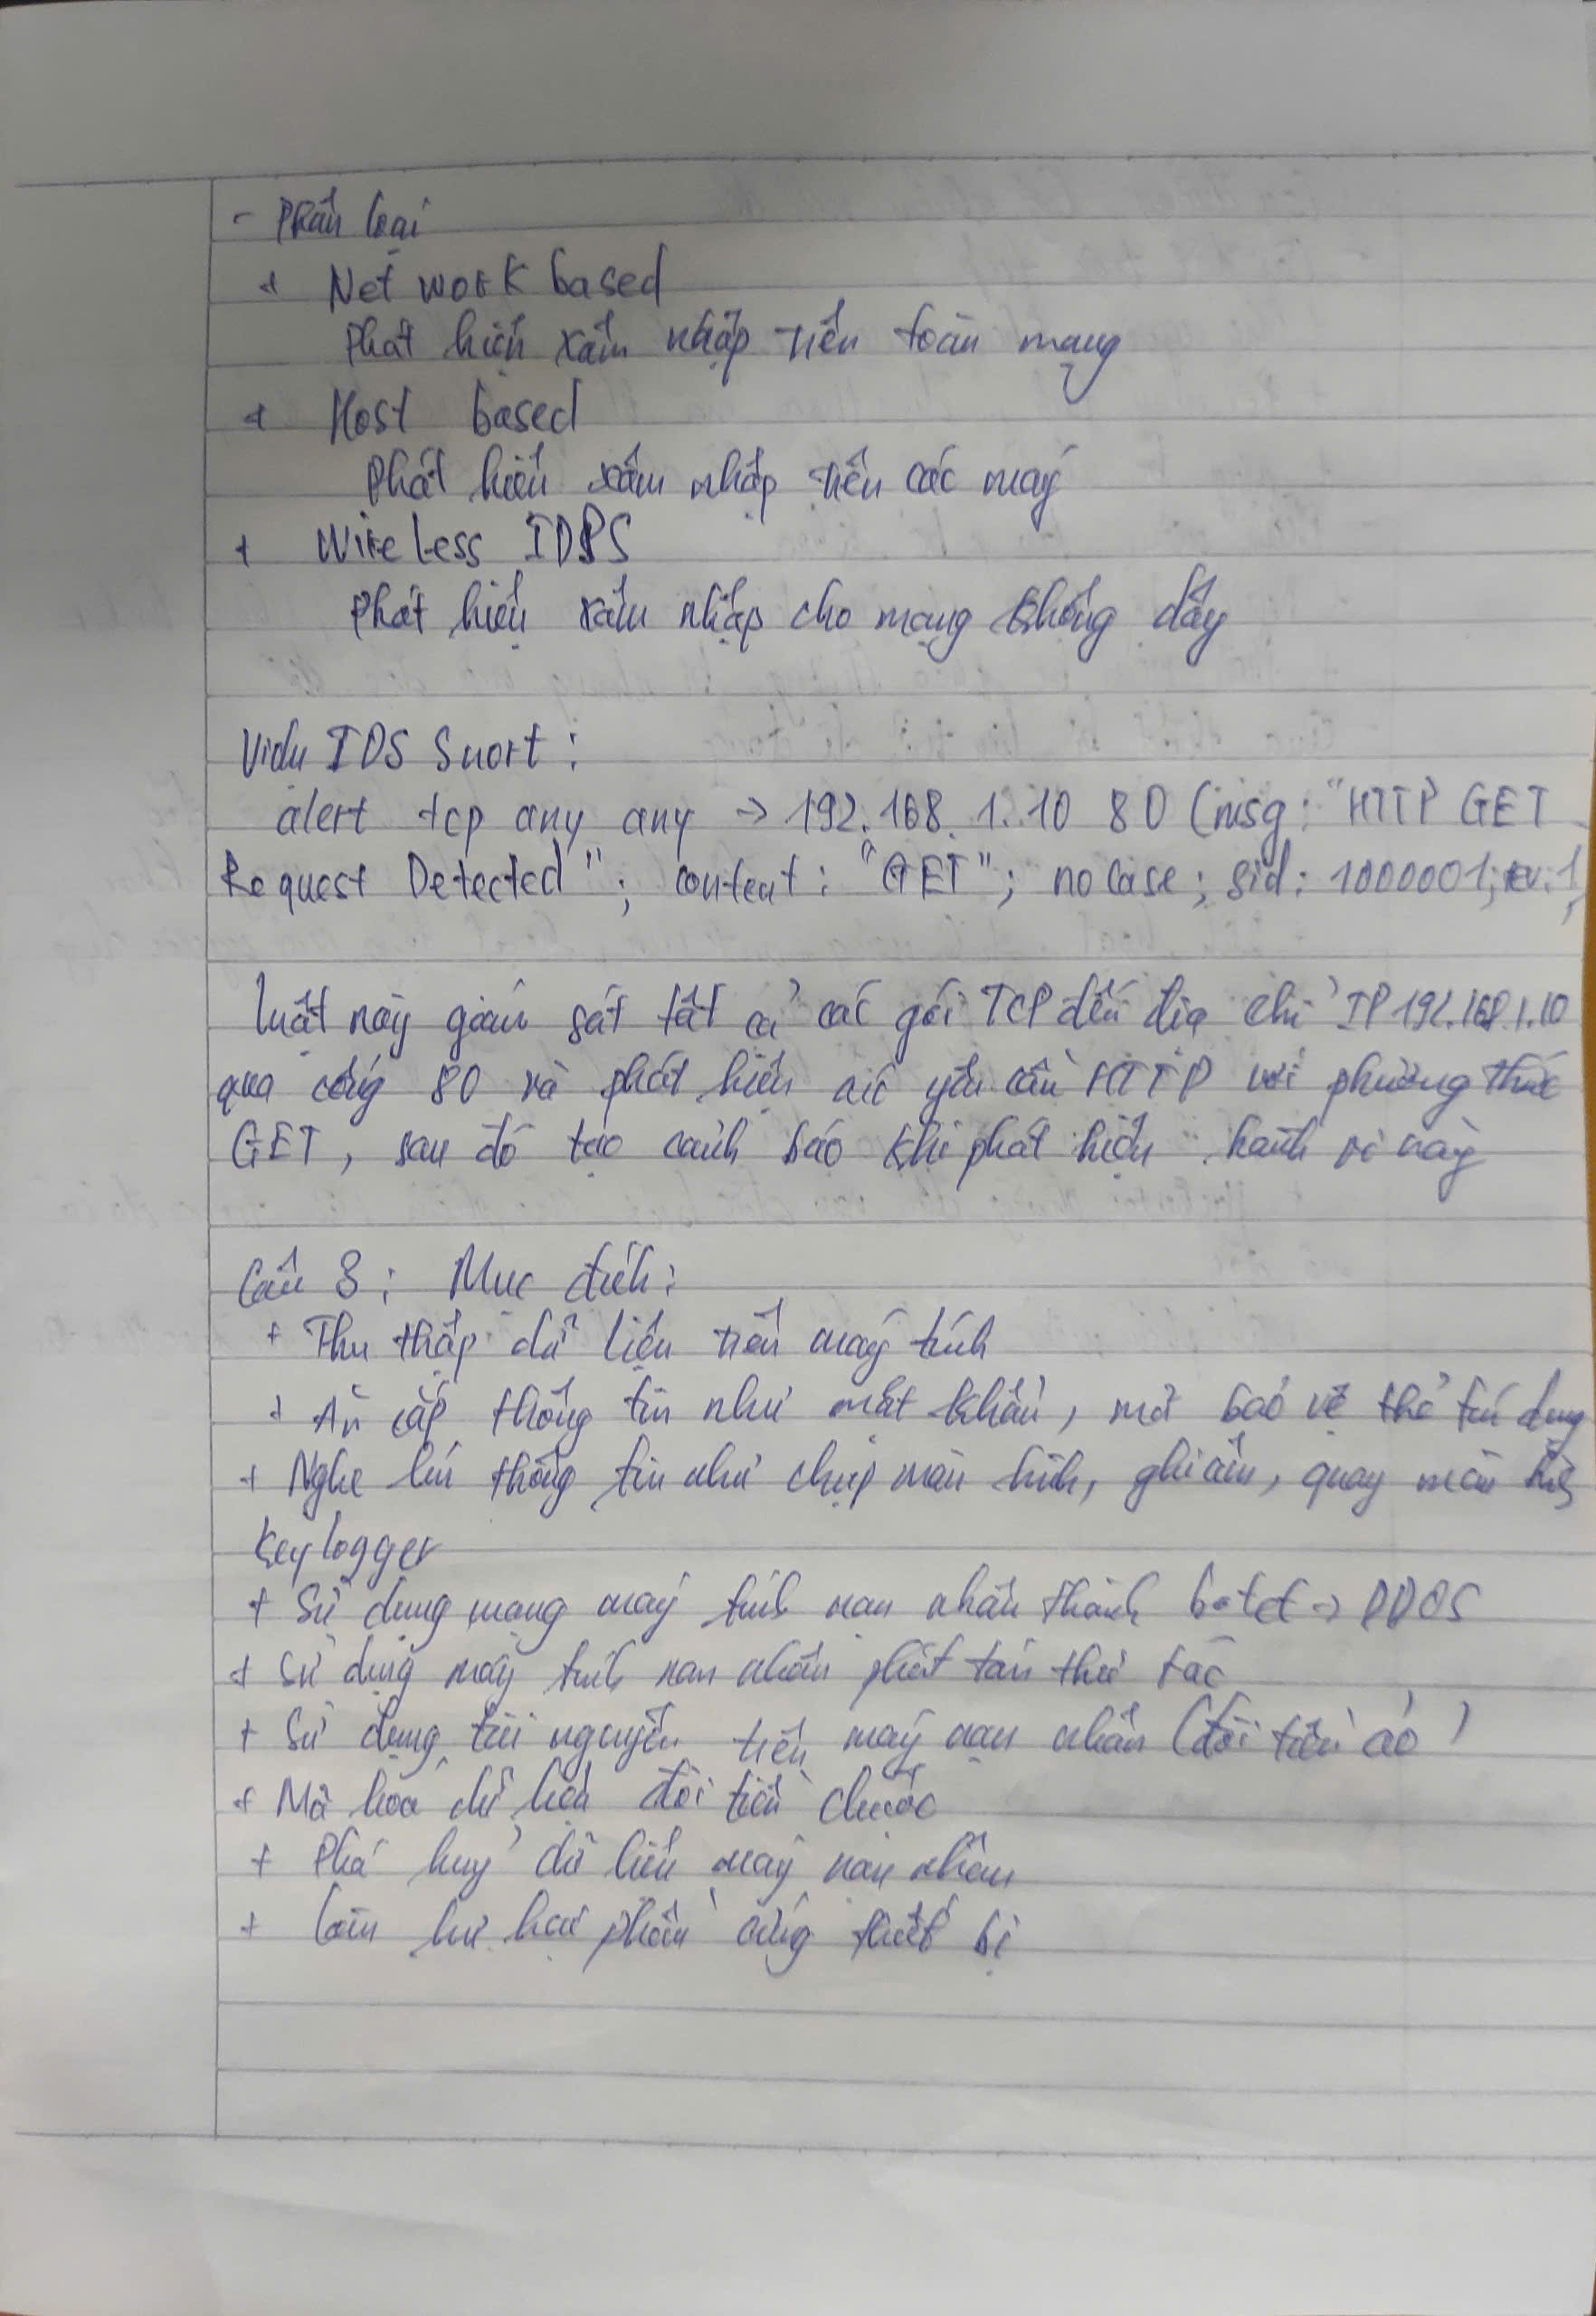 - Phân loại
+ Net work based
Phát hiện xâm nhập trên toàn mạng
+ Host based
Phát hiện xâm nhập trên các máy
+ Wireless IDPS
Phát hiện xâm nhập cho mạng không dây
Ví dụ IDS Snort :
alert tcp any any -> 192.168.1.10 80 (msg: "HTTP GET
Request Detected"; content: "GET"; nocase; sid: 1000001; rev:1;
luật này giám sát tất cả các gói TCP đến địa chỉ IP 192.168.1.10
qua cổng 80 và phát hiện các yêu cầu HTTP với phương thức
GET, sau đó tạo cảnh báo khi phát hiện hành vi này
Câu 3: Mục đích:
+ Thu thập dữ liệu trên máy tính
+ Ăn cắp thông tin như mật khẩu, mã bảo vệ thẻ tín dụng
+ Nghe lén thông tin như chụp màn hình, ghi âm, quay màn hình
keylogger
+ Sử dụng mạng máy tính nạn nhân thành => DDOS
+ Sử dụng máy tính nạn nhân phát tán thư rác
+ Sử dụng tài nguyên trên máy nạn nhân (đòi tiền ảo)
+ Mã hóa dữ liệu đòi tiền chuộc
+ Phá huỷ dữ liệu máy nạn nhân
+ Làm hư hại phần cứng thiết bị